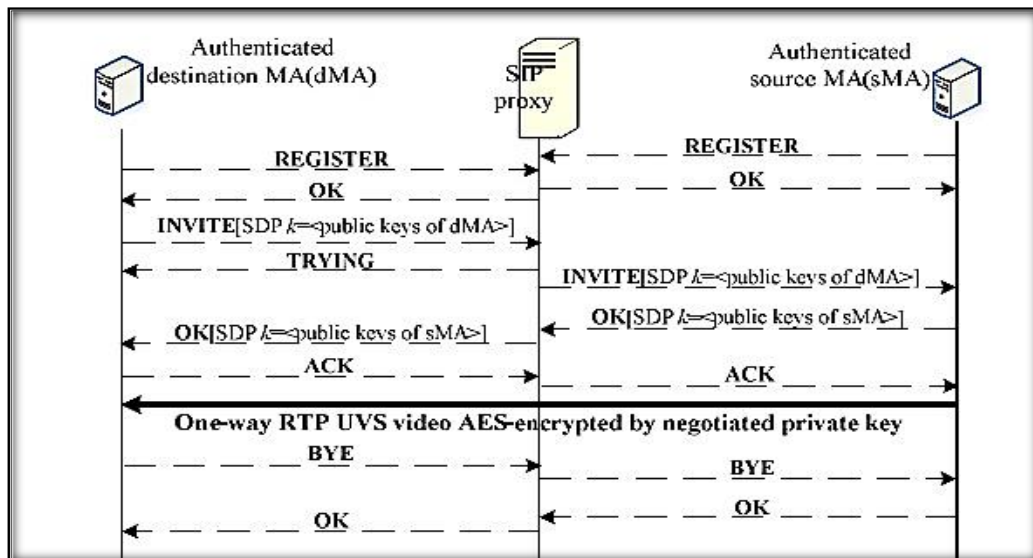 Authenticated
destination MA(dMA)
SIP
proxy
Authenticated
source MA(sMA)
REGISTER
REGISTER
OK
OK
INVITE[SDP k=<public keys of dMA>]
TRYING
INVITE[SDP k=<public keys of dMA>]
OK[SDP k=<public keys of sMA>]
OK[SDP k=<public keys of sMA>]
ACK
ACK
One-way RTP UVS video AES-encrypted by negotiated private key
BYE
BYE
OK
OK